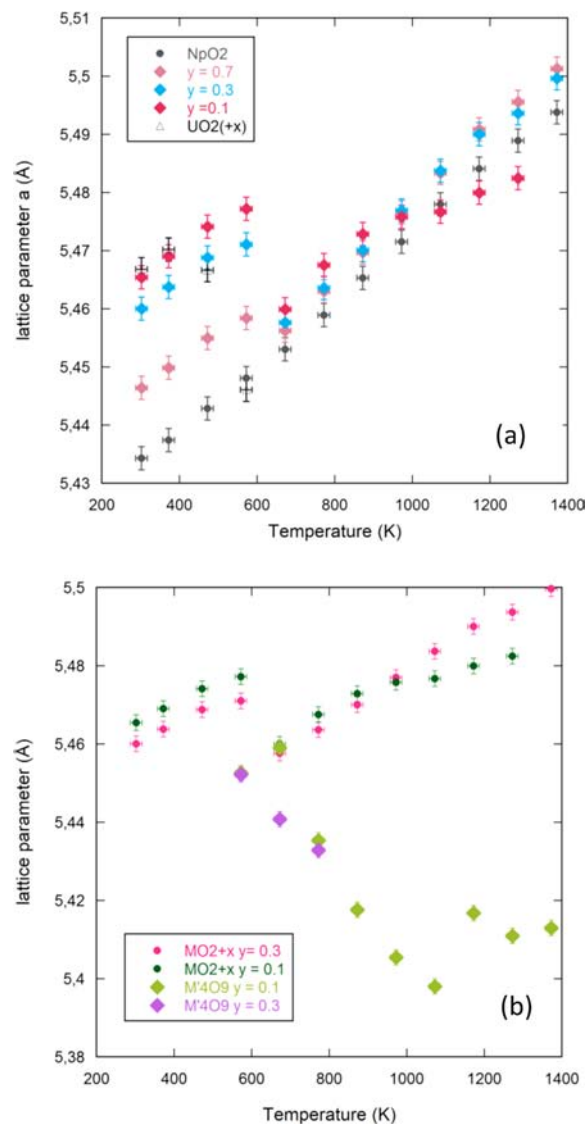 5,51
5,5
5,49
5,48
5,47
5,46
5,45
5,44
5,43
lattice parameter a (Å)
NpO2
y = 0.7
y = 0.3
y =0.1
UO2(+x)
(a)
200 400 600 800 1000 1200 1400
Temperature (K)
5,5
5,48
5,46
5,44
5,42
5,4
5,38
lattice parameter (Å)
MO2+x y= 0.3
MO2+x y= 0.1
M'4O9 y = 0.1
M'4O9 y = 0.3
(b)
200 400 600 800 1000 1200 1400
Temperature (K)